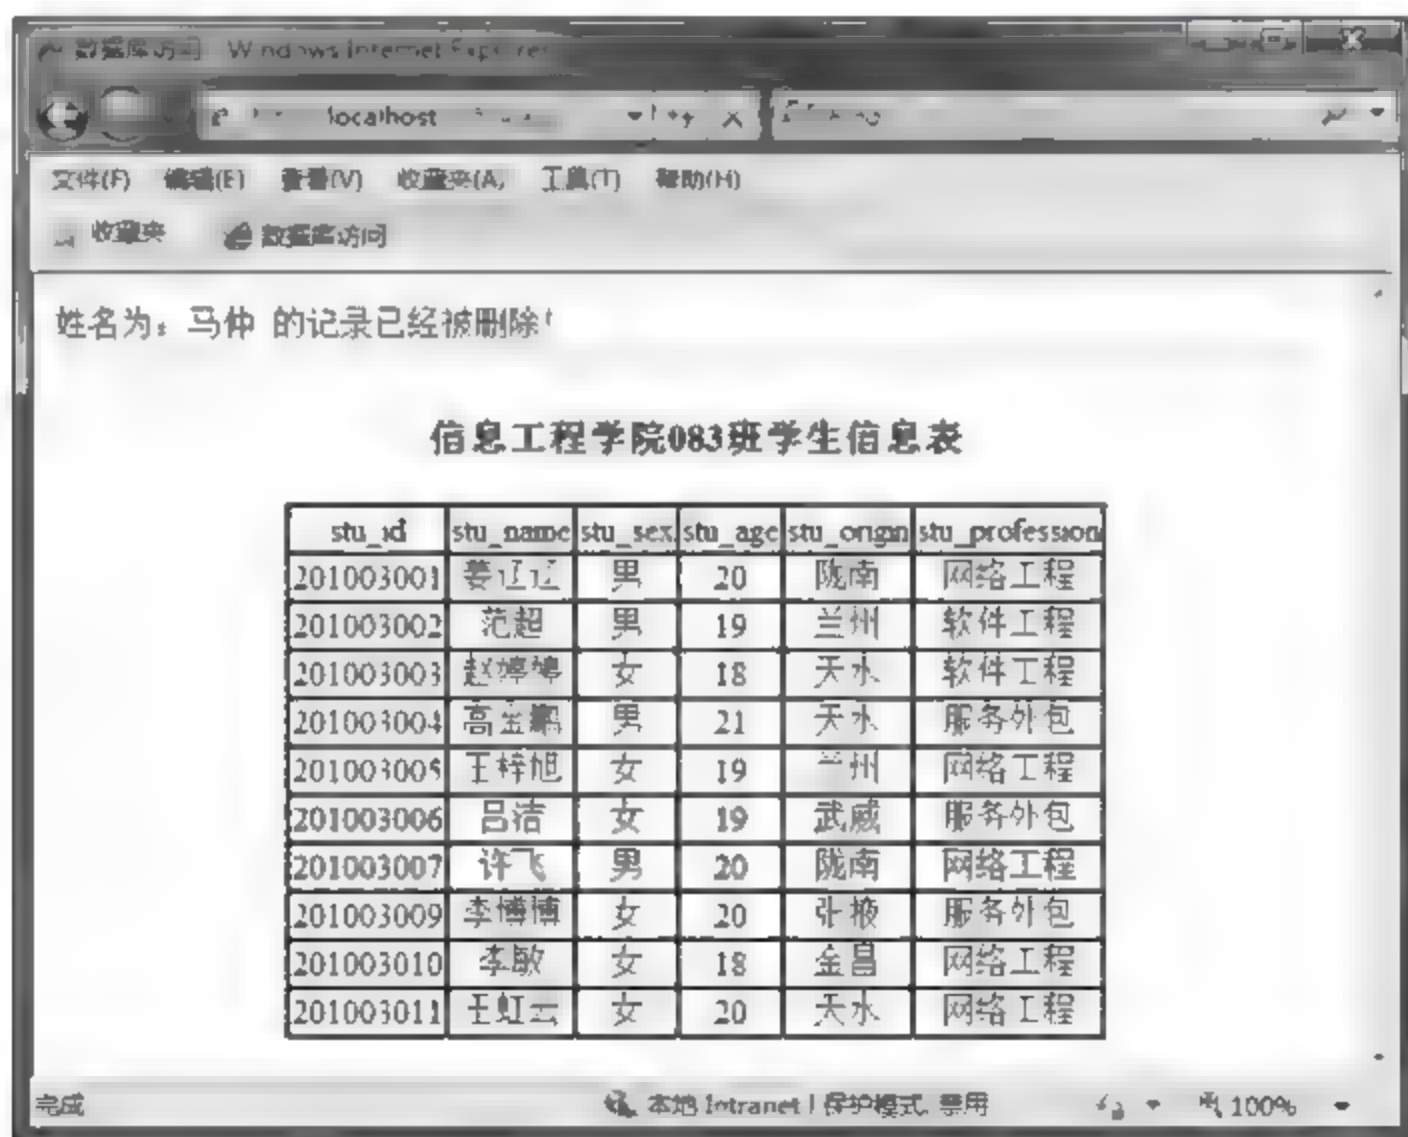 数据库访问 Windows Internet Explorer
localhost
文件(F) 编辑(E) 查看(V) 收藏夹(A) 工具(T) 帮助(H)
收藏夹 数据库访问
姓名为：马仲 的记录已经被删除!
信息工程学院083班学生信息表
stu_id stu_name stu_sex stu_age stu_origin stu_profession
201003001 姜辽辽 男 20 陇南 网络工程
201003002 范超 男 19 兰州 软件工程
201003003 赵婷婷 女 18 天水 软件工程
201003004 高金鹏 男 21 天水 服务外包
201003005 王梓旭 女 19 兰州 网络工程
201003006 吕洁 女 19 武威 服务外包
201003007 许飞 男 20 陇南 网络工程
201003009 李博博 女 20 张掖 服务外包
201003010 李敏 女 18 金昌 网络工程
201003011 王虹云 女 20 天水 网络工程
完成 本地 Intranet | 保护模式: 禁用 100%